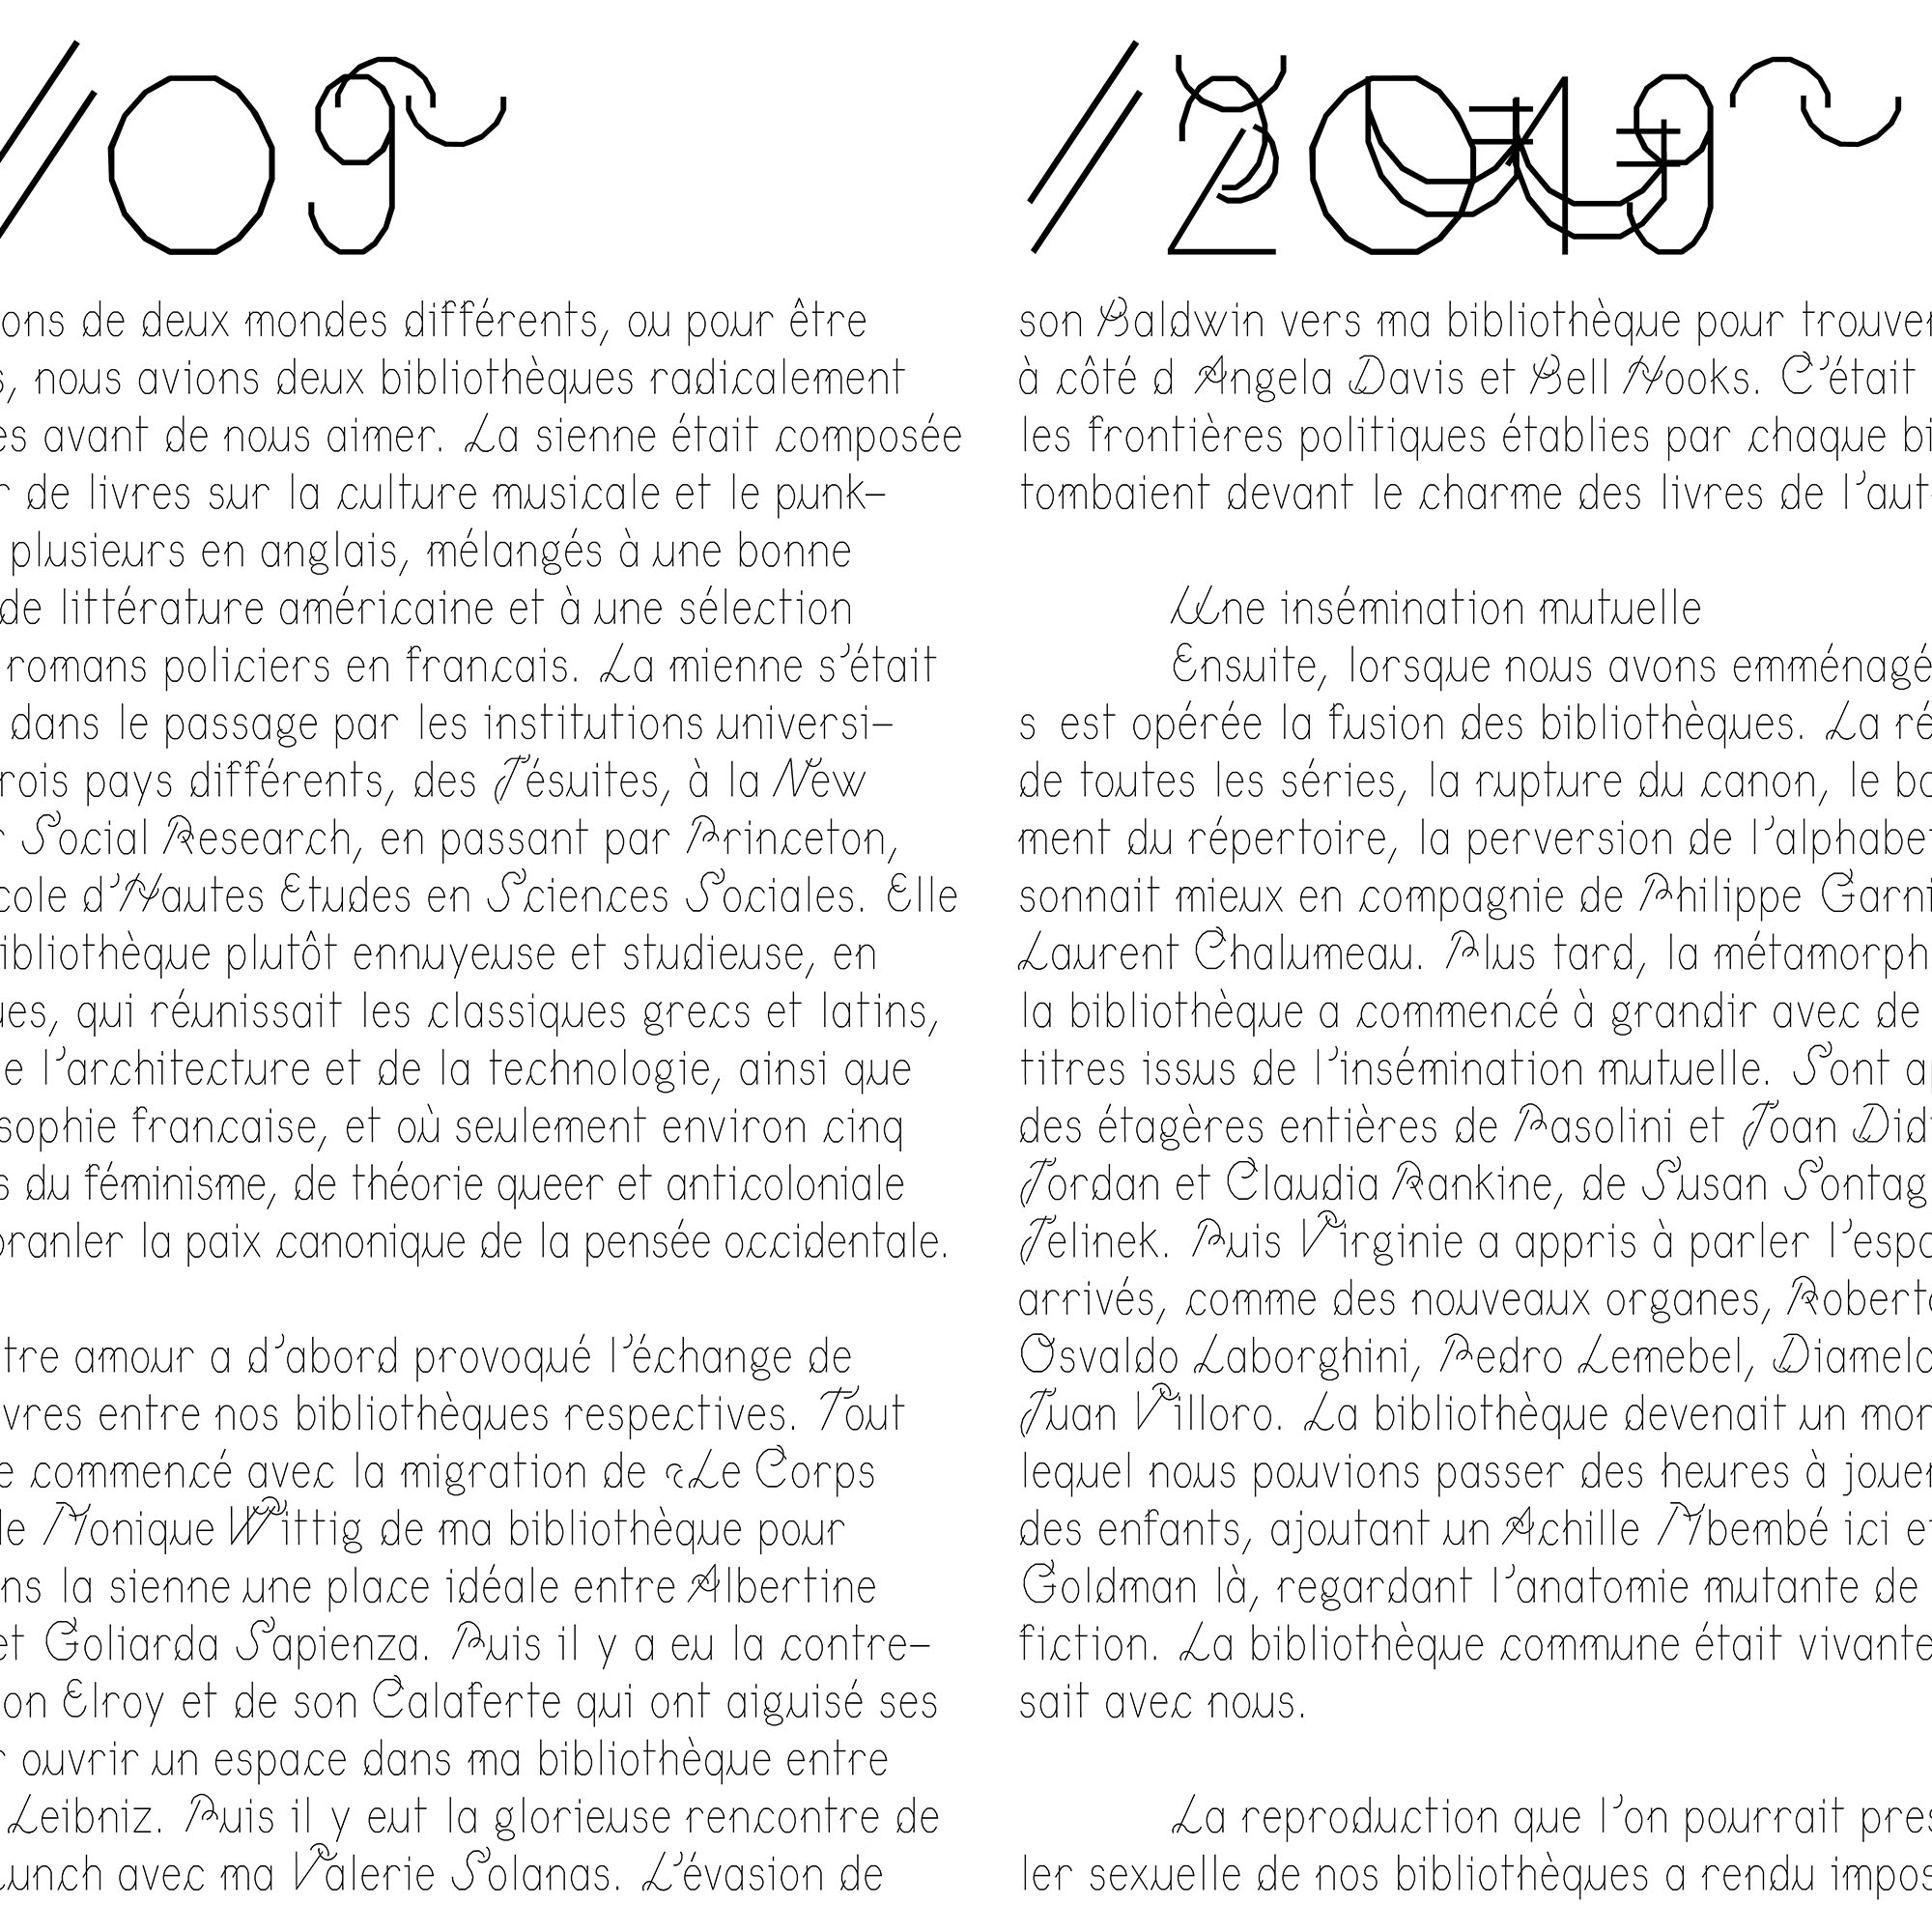 //09~
ons de deux mondes différents, ou pour être
s, nous avions deux bibliothèques radicalement
es avant de nous aimer. La sienne était composée
r de livres sur la culture musicale et le punk–
plusieurs en anglais, mélangés à une bonne
de littérature américaine et à une sélection
romans policiers en francais. La mienne s’était
dans le passage par les institutions universi–
rois pays différents, des Jésuites, à la New
r Social Research, en passant par Princeton,
cole d’Hautes Etudes en Sciences Sociales. Elle
ibliothèque plutôt ennuyeuse et studieuse, en
ues, qui réunissait les classiques grecs et latins,
e l’architecture et de la technologie, ainsi que
sophie francaise, et où seulement environ cinq
s du féminisme, de théorie queer et anticoloniale
branler la paix canonique de la pensée occidentale.
tre amour a d’abord provoqué l’échange de
vres entre nos bibliothèques respectives. Tout
e commencé avec la migration de Le Corps
de Monique Wittig de ma bibliothèque pour
ns la sienne une place idéale entre Albertine
et Goliarda Sapienza. Puis il y a eu la contre–
on Elroy et de son Calaferte qui ont aiguisé ses
r ouvrir un espace dans ma bibliothèque entre
Leibniz. Puis il y eut la glorieuse rencontre de
Lunch avec ma Valerie Solanas. L’évasion de
//2019~
son Baldwin vers ma bibliothèque pour trouver
à côté d Angela Davis et Bell Hooks. C’était
les frontières politiques établies par chaque bi
tombaient devant le charme des livres de l’aut
Une insémination mutuelle
Ensuite, lorsque nous avons emménagé
s est opérée la fusion des bibliothèques. La ré
de toutes les séries, la rupture du canon, le bo
ment du répertoire, la perversion de l’alphabet
sonnait mieux en compagnie de Philippe Garni
Laurent Chalumeau. Plus tard, la métamorph
la bibliothèque a commencé à grandir avec de
titres issus de l’insémination mutuelle. Sont ap
des étagères entières de Pasolini et Joan Didi
Jordan et Claudia Rankine, de Susan Sontag
Jelinek. Puis Virginie a appris à parler l’espa
arrivés, comme des nouveaux organes, Roberto
Osvaldo Laborghini, Pedro Lemebel, Diamela
Juan Villoro. La bibliothèque devenait un mon
lequel nous pouvions passer des heures à jouer
des enfants, ajoutant un Achille Mbembé ici et
Goldman là, regardant l’anatomie mutante de
fiction. La bibliothèque commune était vivante
sait avec nous.
La reproduction que l’on pourrait pres
ler sexuelle de nos bibliothèques a rendu impos